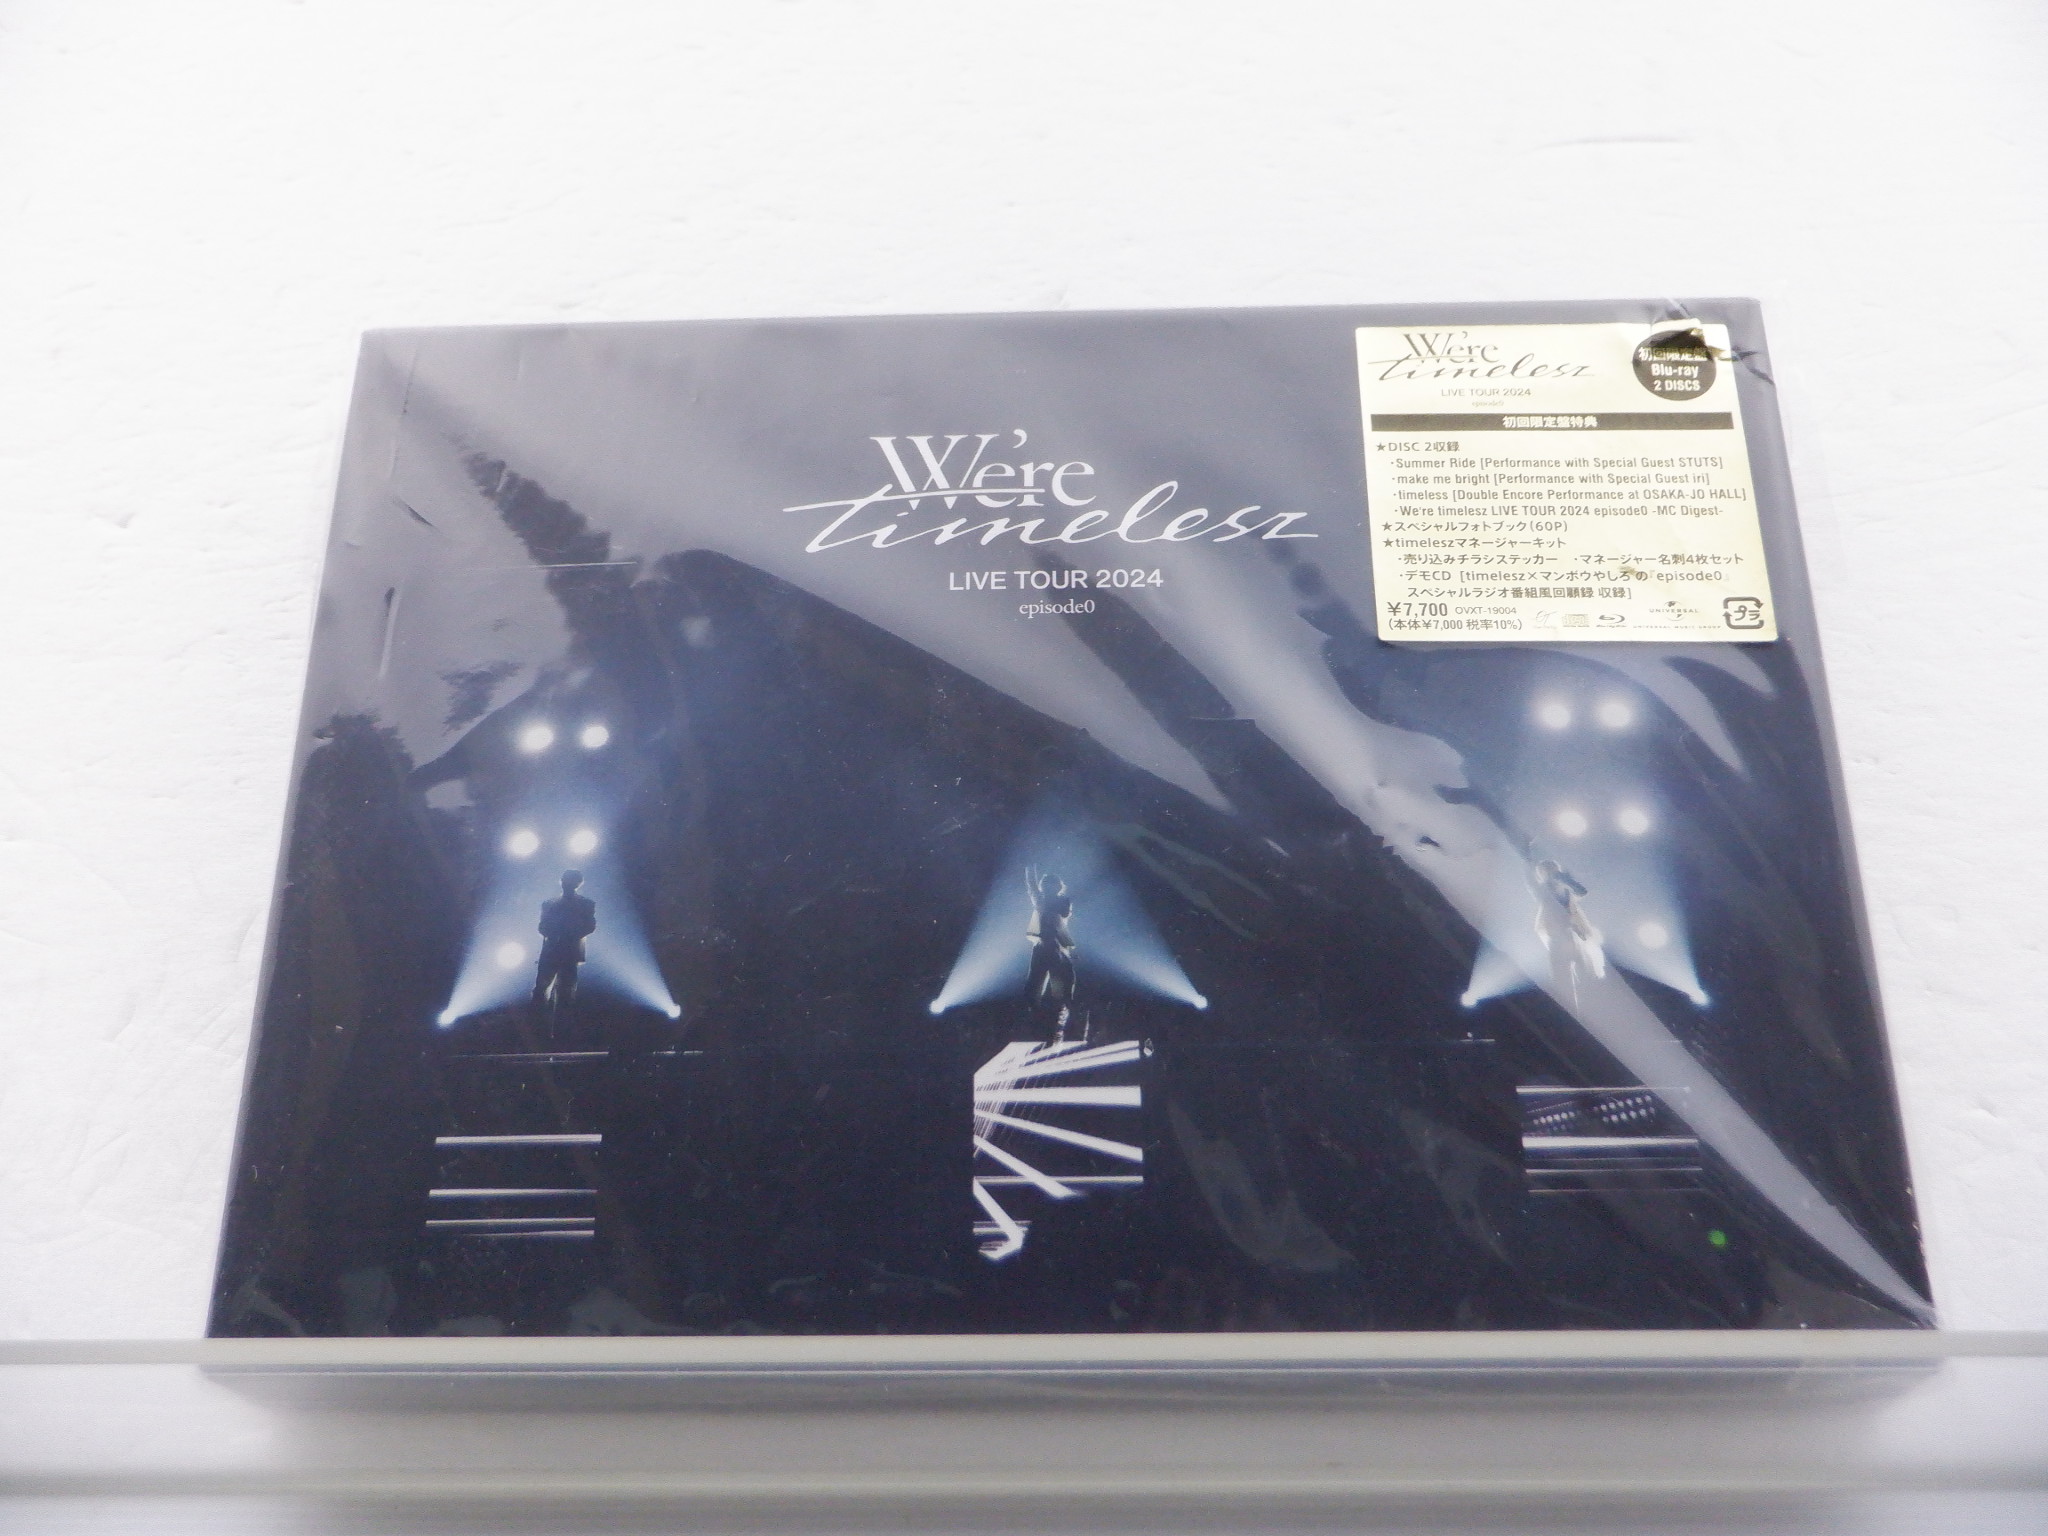 We're
timelesz
LIVE TOUR 2024
episode0
We're
timelesz
LIVE TOUR 2024
episode0
初回限定盤
Blu-ray
2 DISCS
初回限定盤特典
★DISC 2収録
・Summer Ride [Performance with Special Guest STUTS]
・make me bright [Performance with Special Guest iri]
・timeless [Double Encore Performance at OSAKA-JO HALL]
・We're timelesz LIVE TOUR 2024 episode0 -MC Digest-
★スペシャルフォトブック(60P)
★timeleszマネージャーキット
・売り込みチラシステッカー ・マネージャー名刺4枚セット
・デモCD [timelesz×マンボウやしろの『episode0』
スペシャルラジオ番組風回顧録 収録]
¥7,700 OVXT-19004
(本体¥7,000 税率10%)
UNIVERSAL
UNIVERSAL MUSIC GROUP
プラ